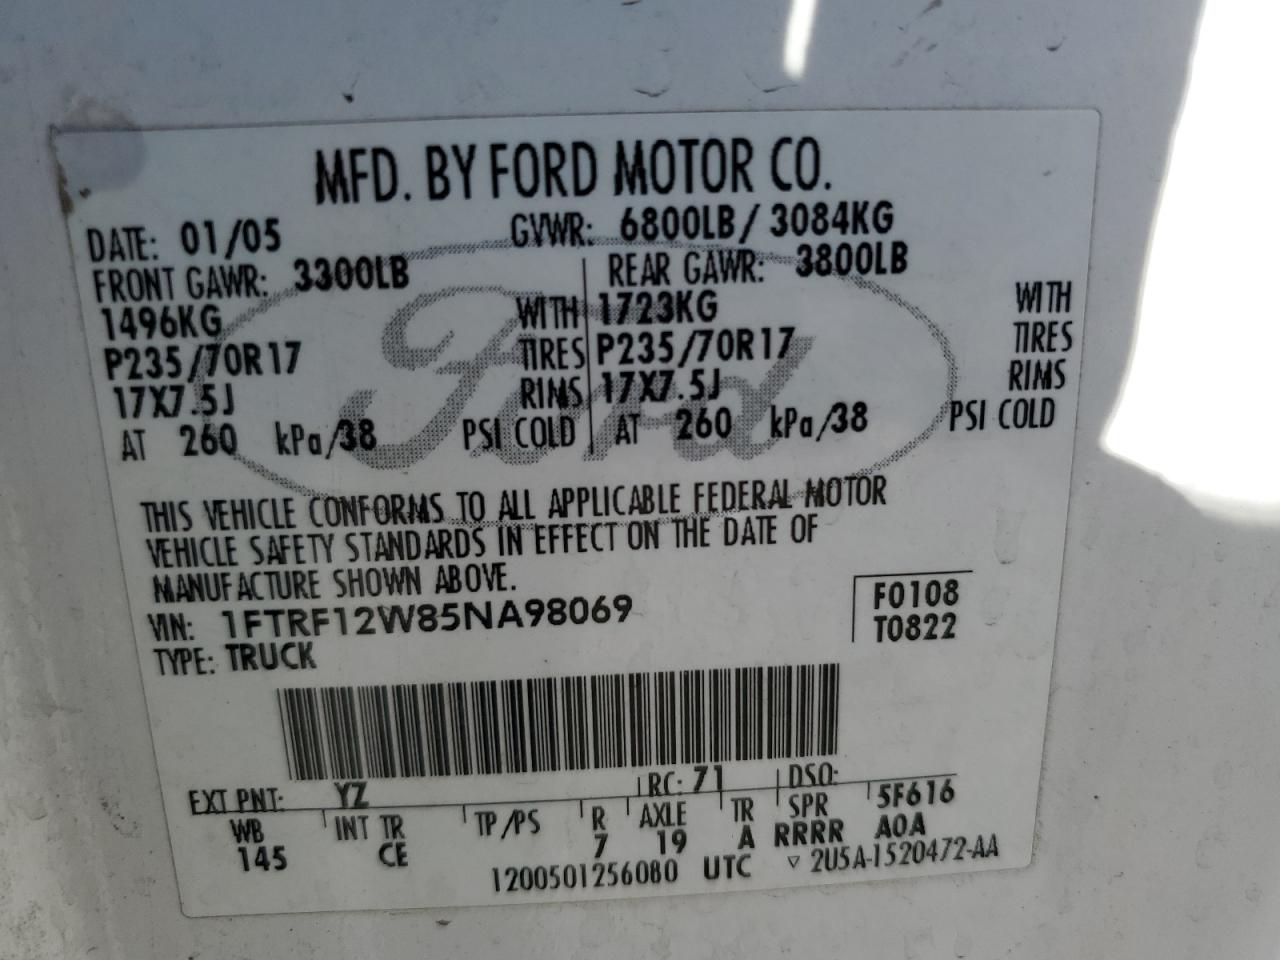 MFD. BY FORD MOTOR CO.
DATE: 01/05 GVWR: 6800LB / 3084KG
FRONT GAWR: 3300LB REAR GAWR: 3800LB
1496KG WITH 1723KG WITH
P235/70R17 TIRES P235/70R17 TIRES
17X7.5J RIMS 17X7.5J RIMS
AT 260 kPa/38 PSI COLD AT 260 kPa/38 PSI COLD
Ford
THIS VEHICLE CONFORMS TO ALL APPLICABLE FEDERAL MOTOR
VEHICLE SAFETY STANDARDS IN EFFECT ON THE DATE OF
MANUFACTURE SHOWN ABOVE.
VIN: 1FTRF12W85NA98069 F0108
TYPE: TRUCK T0822
EXT PNT: YZ RC: 71 DSO:
WB INT TR TP/PS R AXLE TR SPR 5F616
145 CE 7 19 A RRRR A0A
1200501256080 UTC ▽ 2U5A-1520472-AA